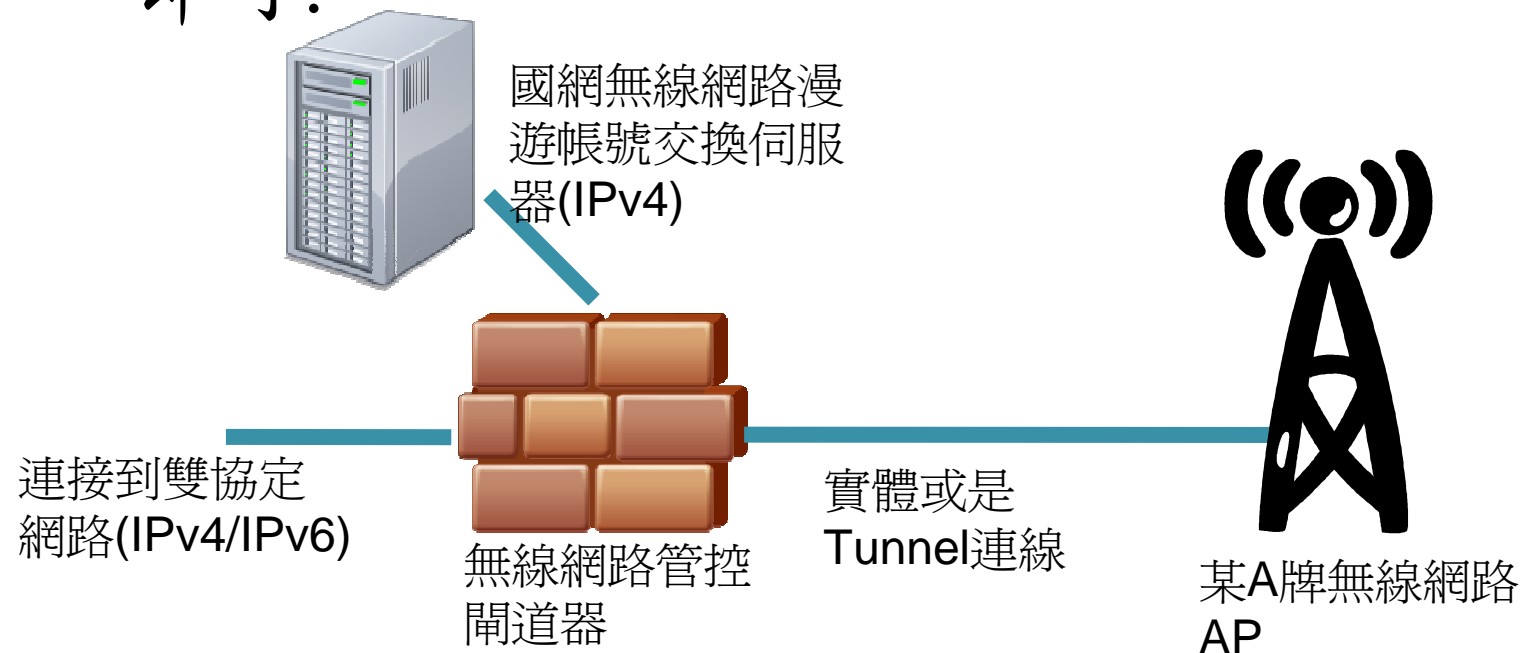 即可!
國網無線網路漫
遊帳號交換伺服
器(IPv4)
連接到雙協定
網路(IPv4/IPv6)
無線網路管控
閘道器
實體或是
Tunnel連線
某A牌無線網路
AP